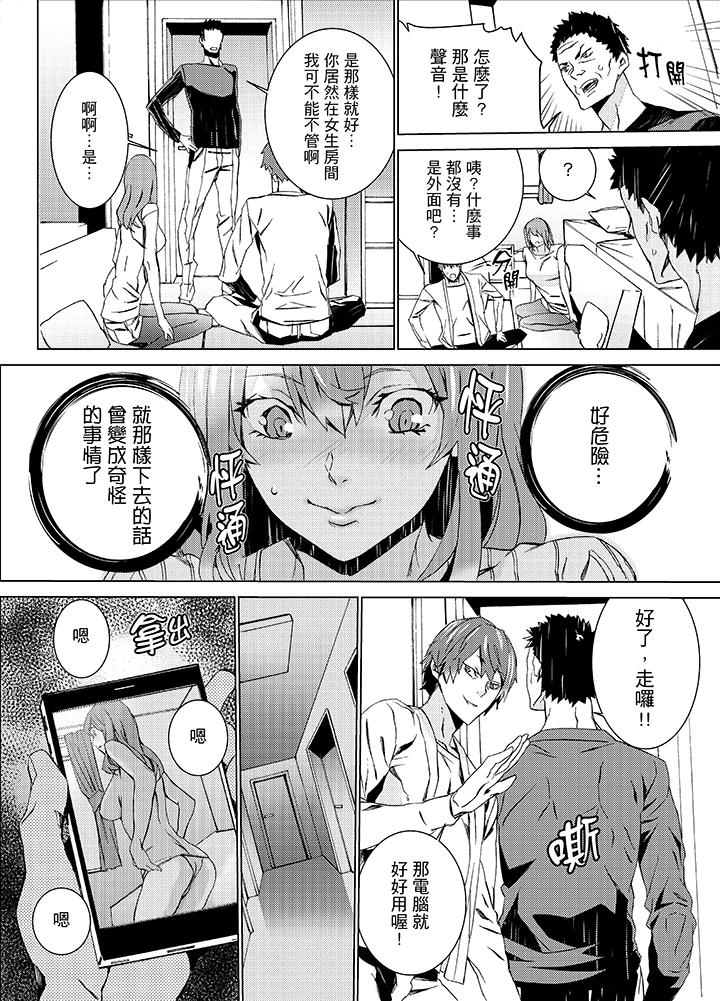 怎麼了？
那是什麼
聲音！
打開
？
咦？什麼事
都沒有…
是外面吧？
分開
是那樣就好…
你居然在女生房間
我可不能不管啊
啊啊…是…
好危險…
怦通
怦通
就那樣下去的話
會變成奇怪
的事情了
好了，走囉!!
嘶
那電腦就
好好用喔！
拿出
嗯
嗯
嗯